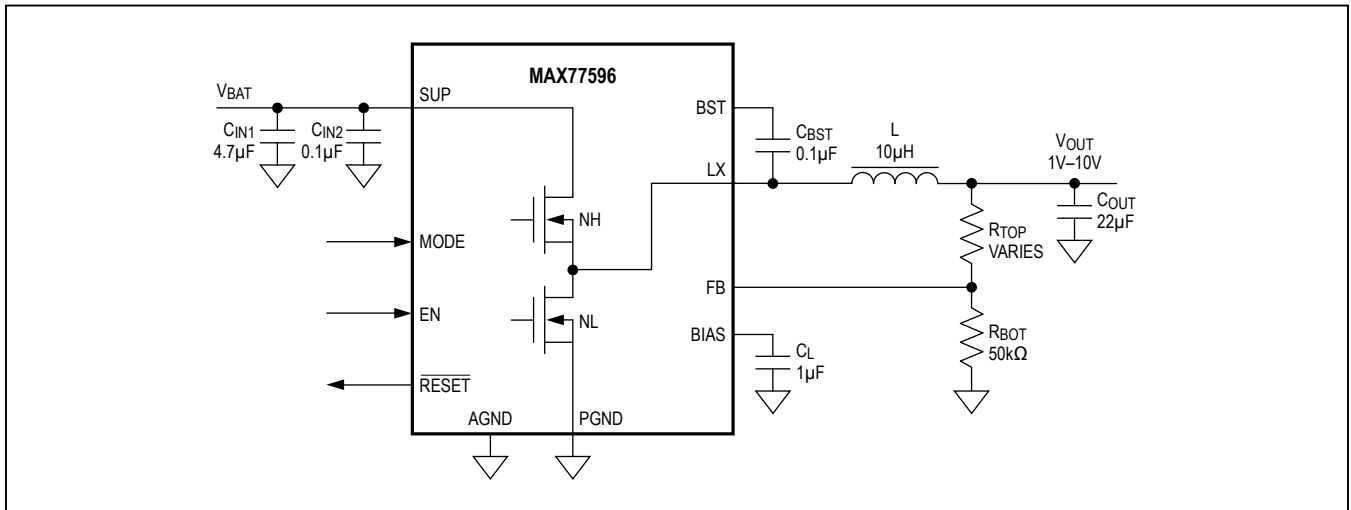 MAX77596
VBAT
SUP
CIN1
4.7µF
CIN2
0.1µF
BST
CBST
0.1µF
L
10µH
VOUT
1V–10V
LX
COUT
22µF
NH
RTOP
VARIES
MODE
FB
EN
NL
BIAS
RBOT
50kΩ
CL
1µF
RESET
AGND
PGND